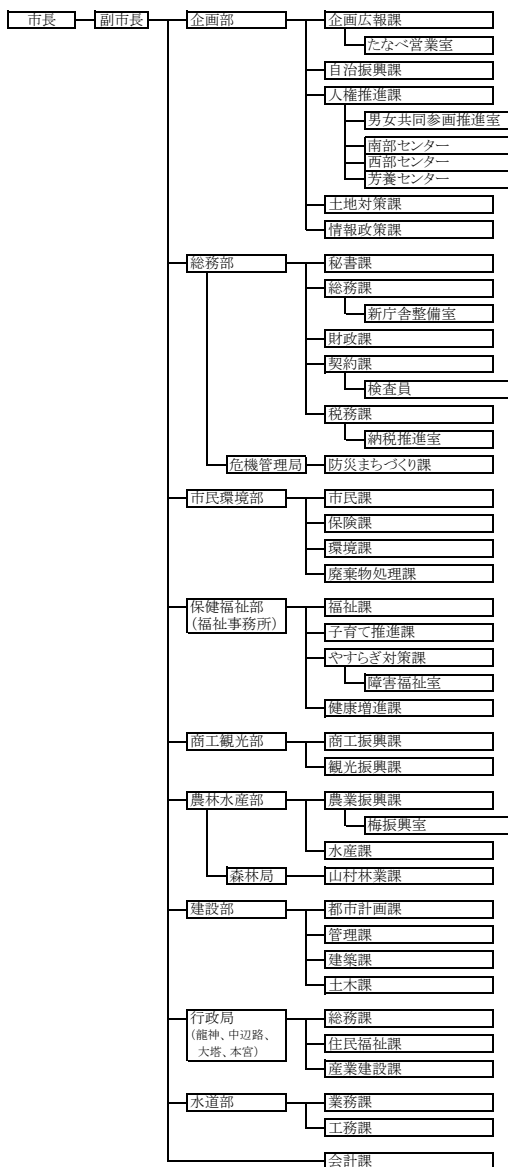 市長
副市長
企画部
企画広報課
たなべ営業室
自治振興課
人権推進課
男女共同参画推進室
南部センター
西部センター
芳養センター
土地対策課
情報政策課
総務部
秘書課
総務課
新庁舎整備室
財政課
契約課
検査員
税務課
納税推進室
危機管理局
防災まちづくり課
市民環境部
市民課
保険課
環境課
廃棄物処理課
保健福祉部
(福祉事務所)
福祉課
子育て推進課
やすらぎ対策課
障害福祉室
健康増進課
商工観光部
商工振興課
観光振興課
農林水産部
農業振興課
梅振興室
水産課
森林局
山村林業課
建設部
都市計画課
管理課
建築課
土木課
行政局
(龍神、中辺路、
大塔、本宮)
総務課
住民福祉課
産業建設課
水道部
業務課
工務課
会計課